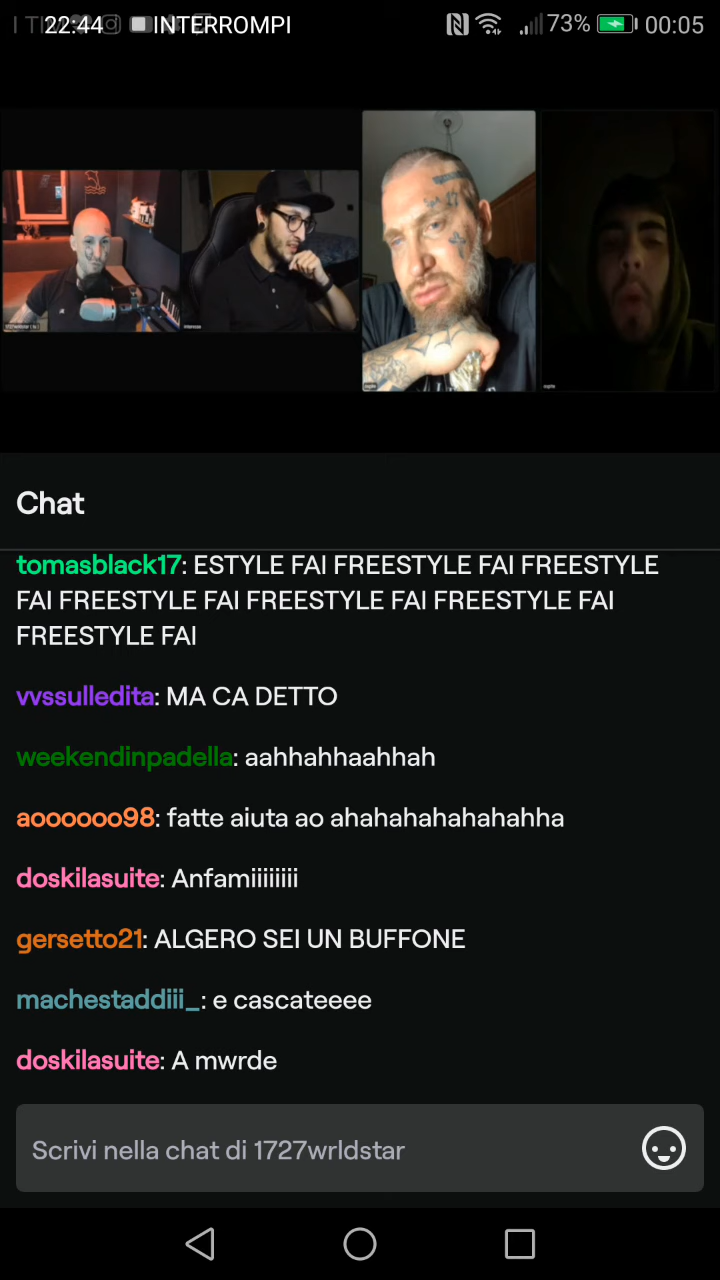 22:44 INTERROMPI 73% 00:05
Chat
tomasblack17: ESTYLE FAI FREESTYLE FAI FREESTYLE
FAI FREESTYLE FAI FREESTYLE FAI FREESTYLE FAI
FREESTYLE FAI
vvssulledita: MA CA DETTO
weekendinpadella: aahhahhaahhah
aoooooo98: fatte aiuta ao ahahahahahahahha
doskilasuite: Anfamiiiiiiii
gersetto21: ALGERO SEI UN BUFFONE
machestaddiii_: e cascateeee
doskilasuite: A mwrde
Scrivi nella chat di 1727wrldstar